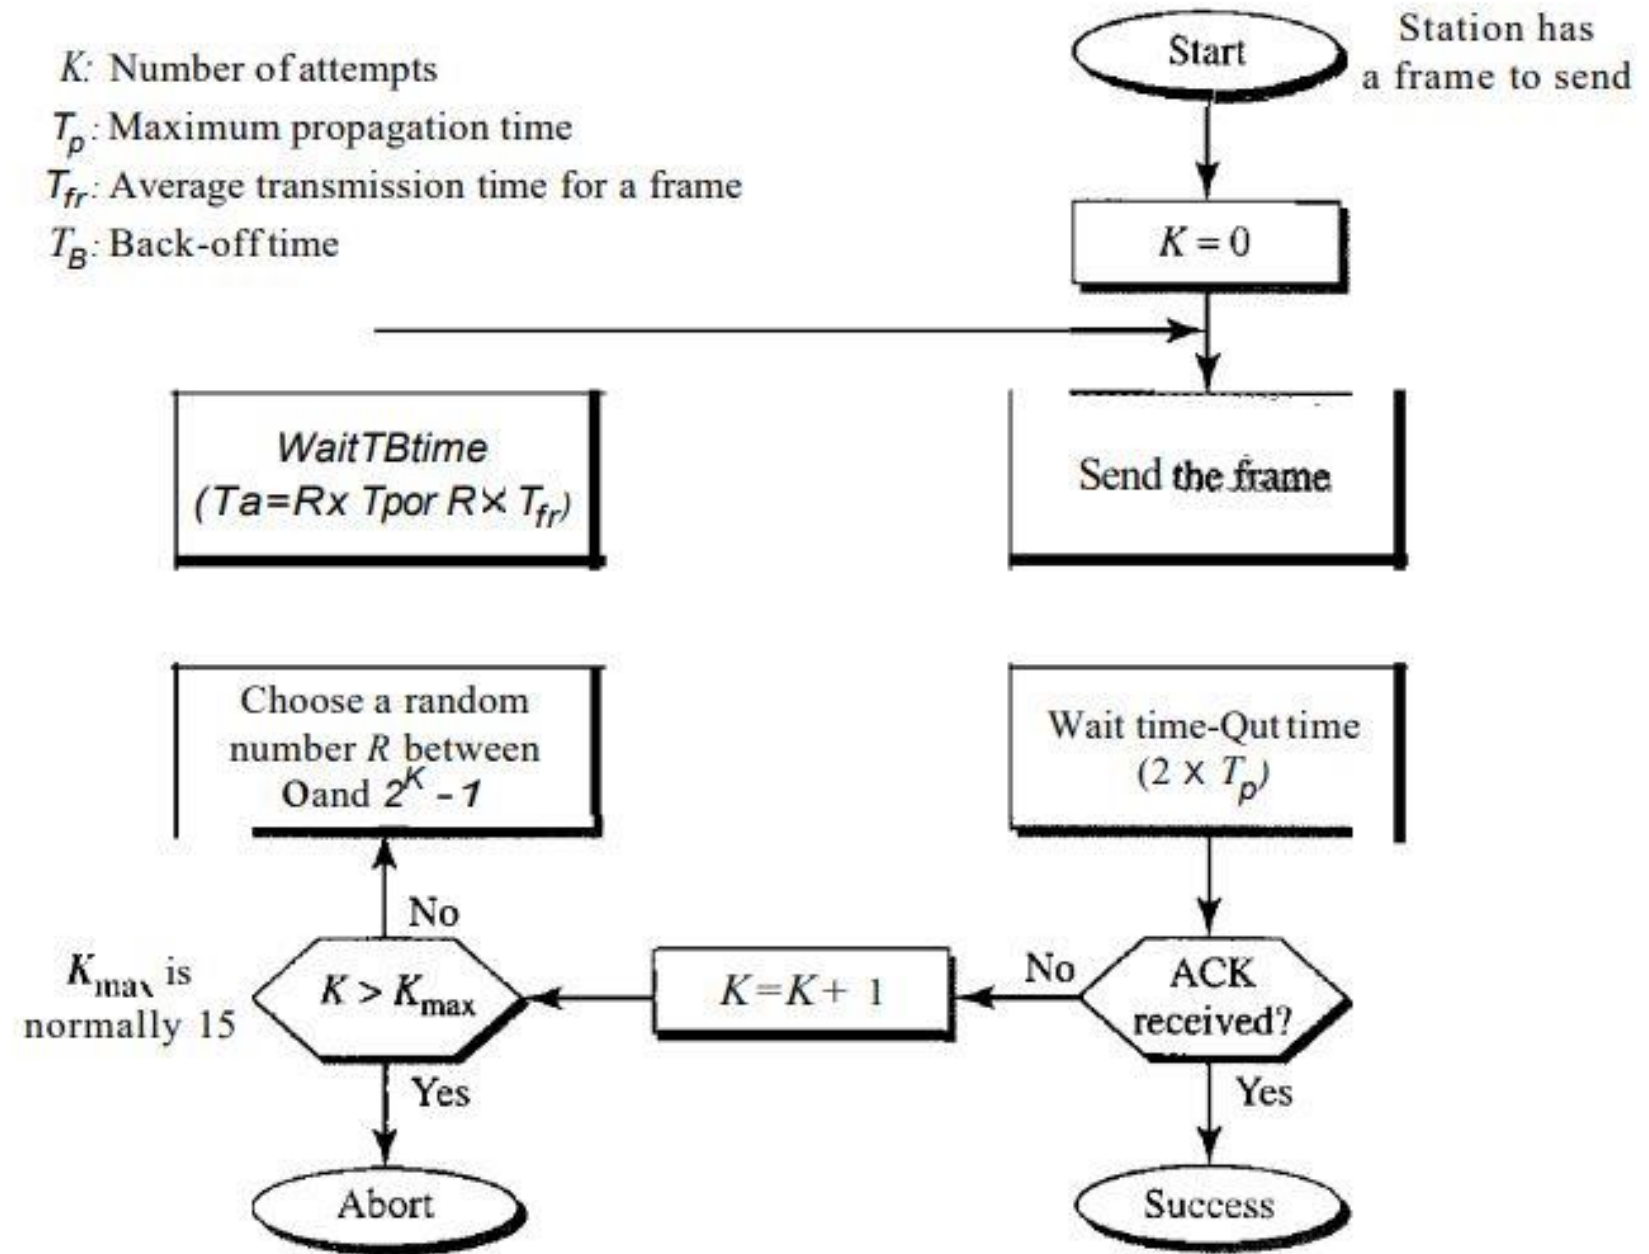 K: Number of attempts
Tp: Maximum propagation time
Tfr: Average transmission time for a frame
TB: Back-off time
Start
Station has
a frame to send
K = 0
WaitTBtime
(Ta=Rx Tpor R× Tfr)
Send the frame
Choose a random
number R between
Oand 2^K - 1
Wait time-Qut time
(2 × Tp)
No
Kmax is
normally 15
K > Kmax
K=K+ 1
No
ACK
received?
Yes
Yes
Abort
Success